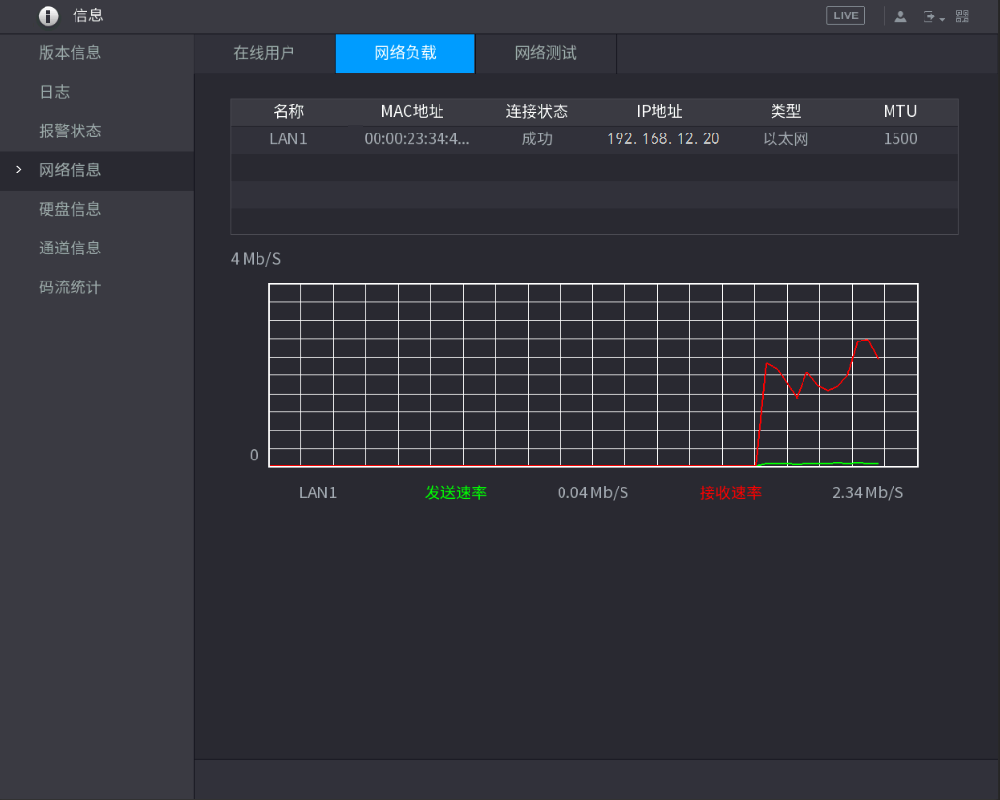 信息 LIVE
版本信息
日志
报警状态
网络信息
硬盘信息
通道信息
码流统计
在线用户 网络负载 网络测试
名称 MAC地址 连接状态 IP地址 类型 MTU
LAN1 00:00:23:34:4... 成功 192.168.12.20 以太网 1500
4 Mb/S
0
LAN1 发送速率 0.04 Mb/S 接收速率 2.34 Mb/S